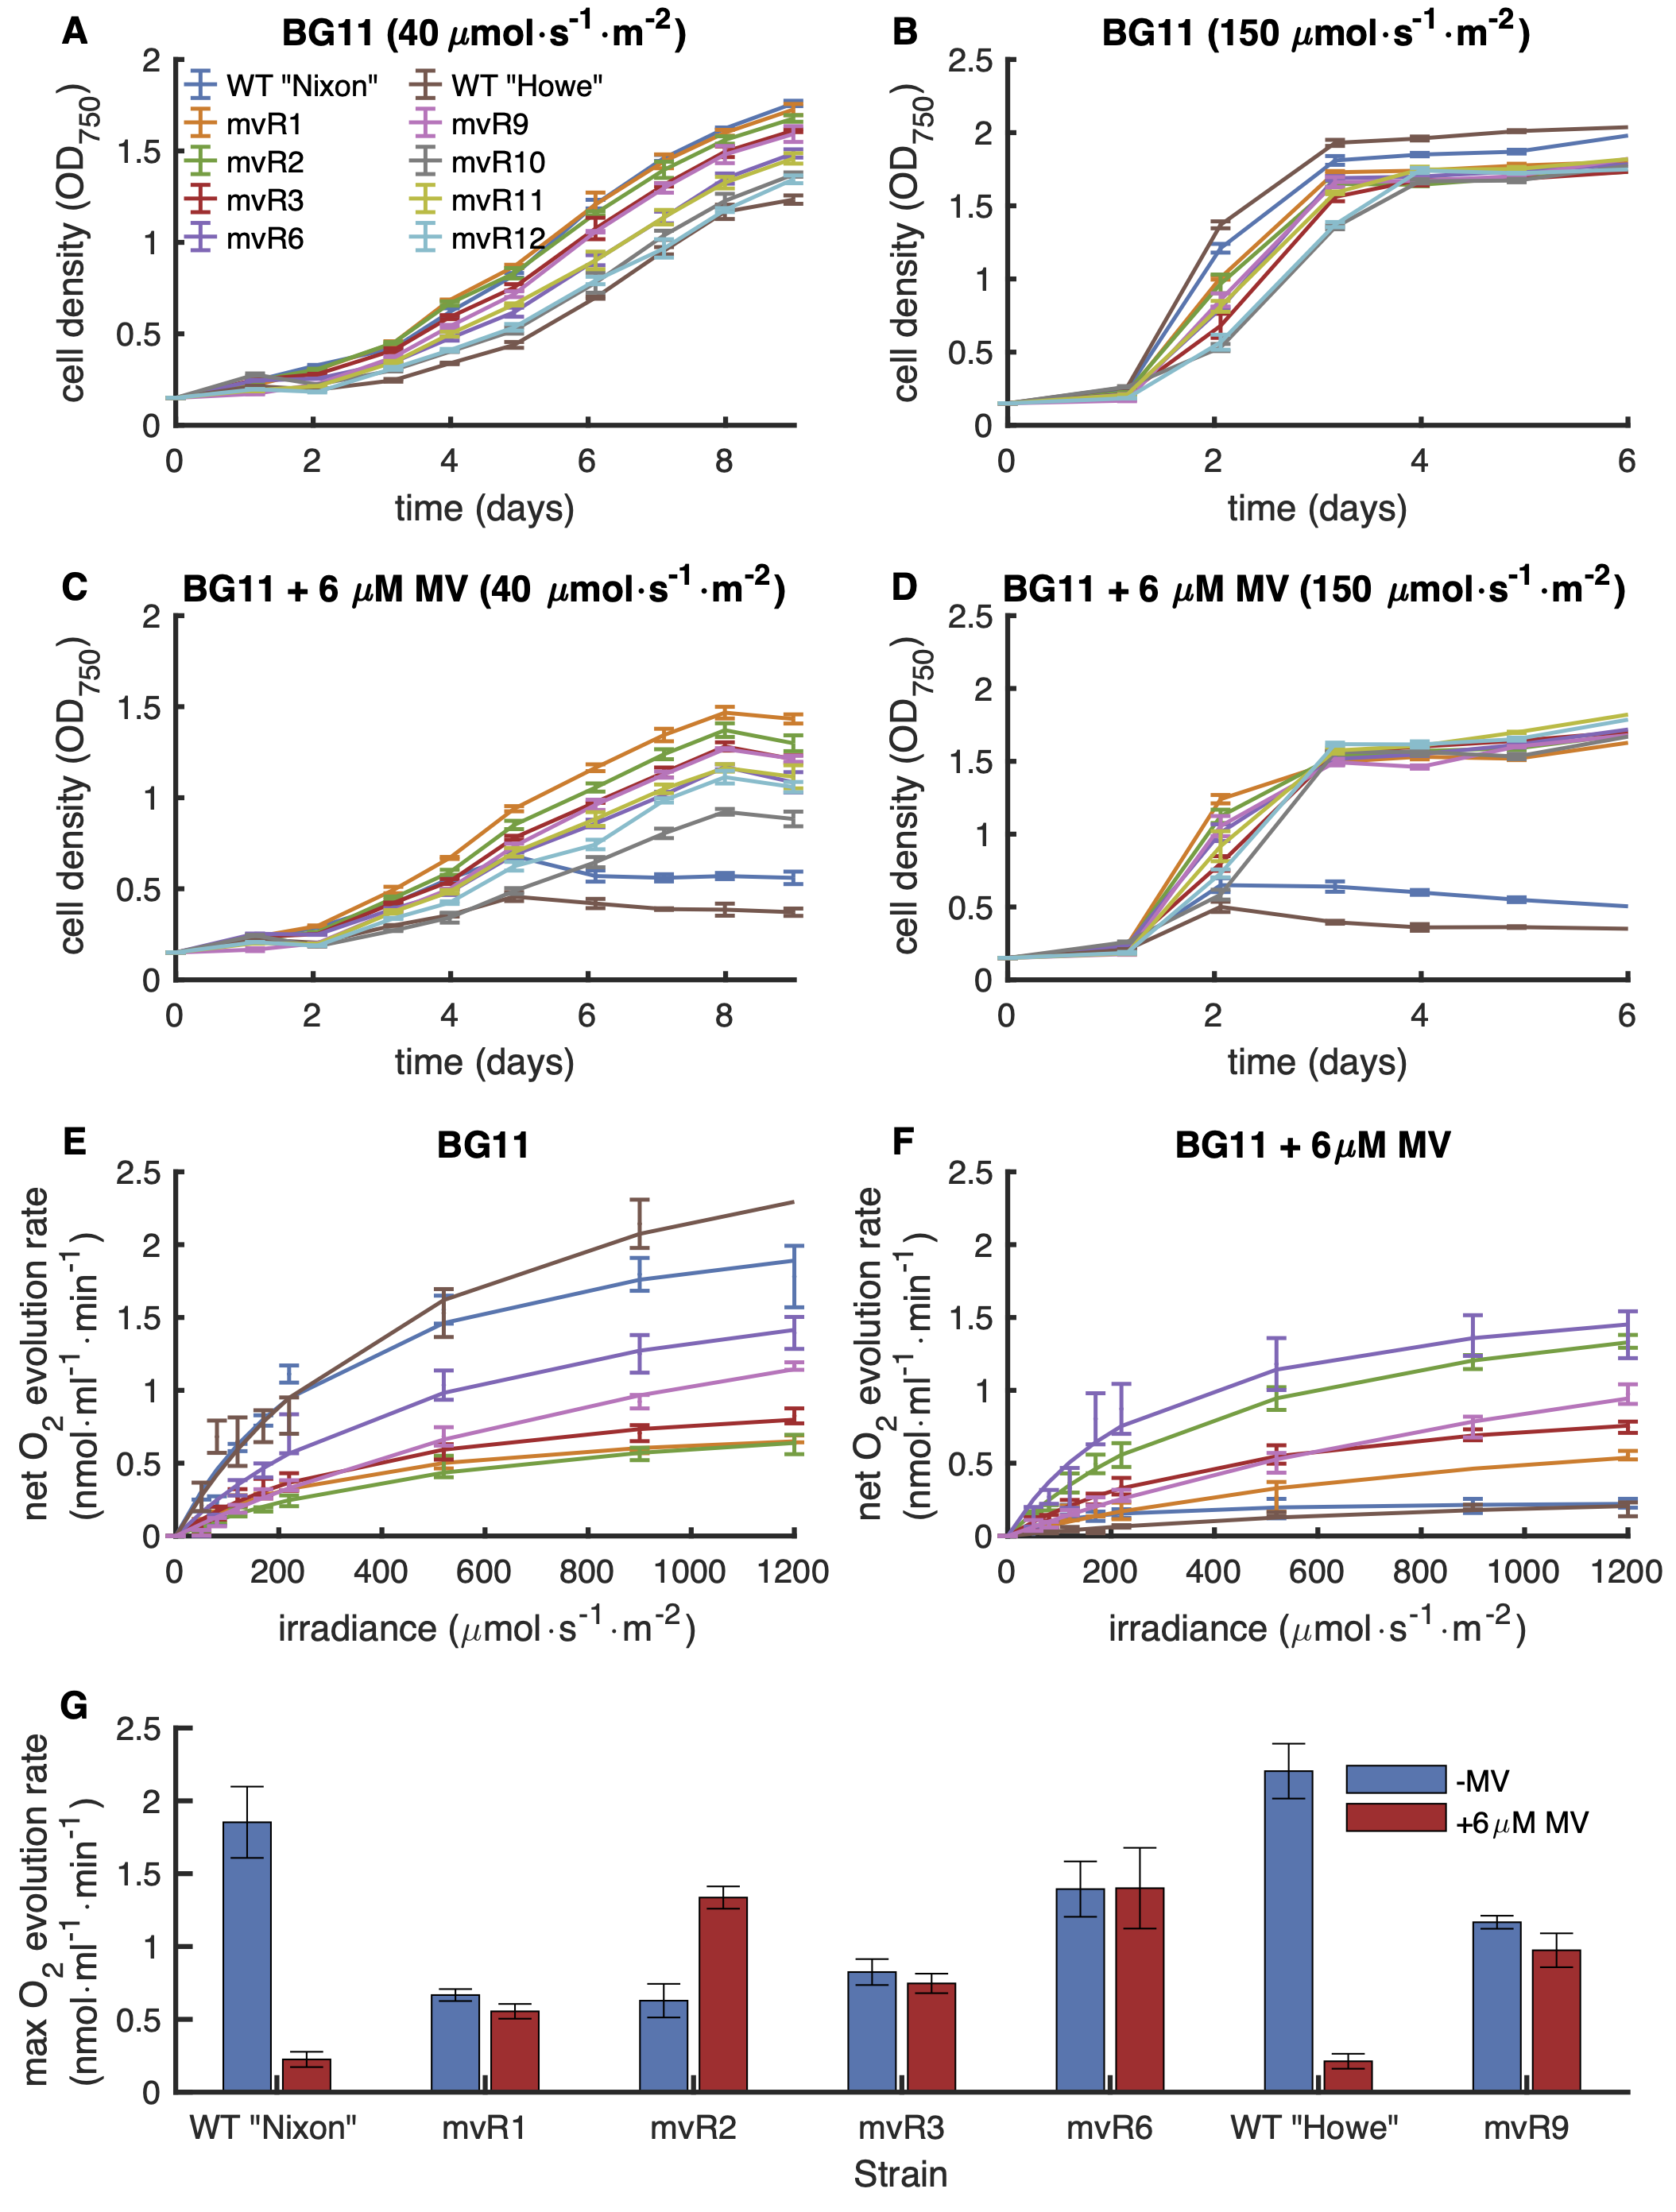 A
BG11 (40 μmol·s-1·m-2)
2
1.5
1
0.5
0
cell density (OD750)
WT "Nixon"
mvR1
mvR2
mvR3
mvR6
WT "Howe"
mvR9
mvR10
mvR11
mvR12
0 2 4 6 8
time (days)
B
BG11 (150 μmol·s-1·m-2)
2.5
2
1.5
1
0.5
0
cell density (OD750)
0 2 4 6
time (days)
C
BG11 + 6 μM MV (40 μmol·s-1·m-2)
2
1.5
1
0.5
0
cell density (OD750)
0 2 4 6 8
time (days)
D
BG11 + 6 μM MV (150 μmol·s-1·m-2)
2.5
2
1.5
1
0.5
0
cell density (OD750)
0 2 4 6
time (days)
E
BG11
2.5
2
1.5
1
0.5
0
net O2 evolution rate
(nmol·ml-1·min-1)
0 200 400 600 800 1000 1200
irradiance (μmol·s-1·m-2)
F
BG11 + 6μM MV
2.5
2
1.5
1
0.5
0
net O2 evolution rate
(nmol·ml-1·min-1)
0 200 400 600 800 1000 1200
irradiance (μmol·s-1·m-2)
G
2.5
2
1.5
1
0.5
0
max O2 evolution rate
(nmol·ml-1·min-1)
-MV
+6μM MV
WT "Nixon" mvR1 mvR2 mvR3 mvR6 WT "Howe" mvR9
Strain